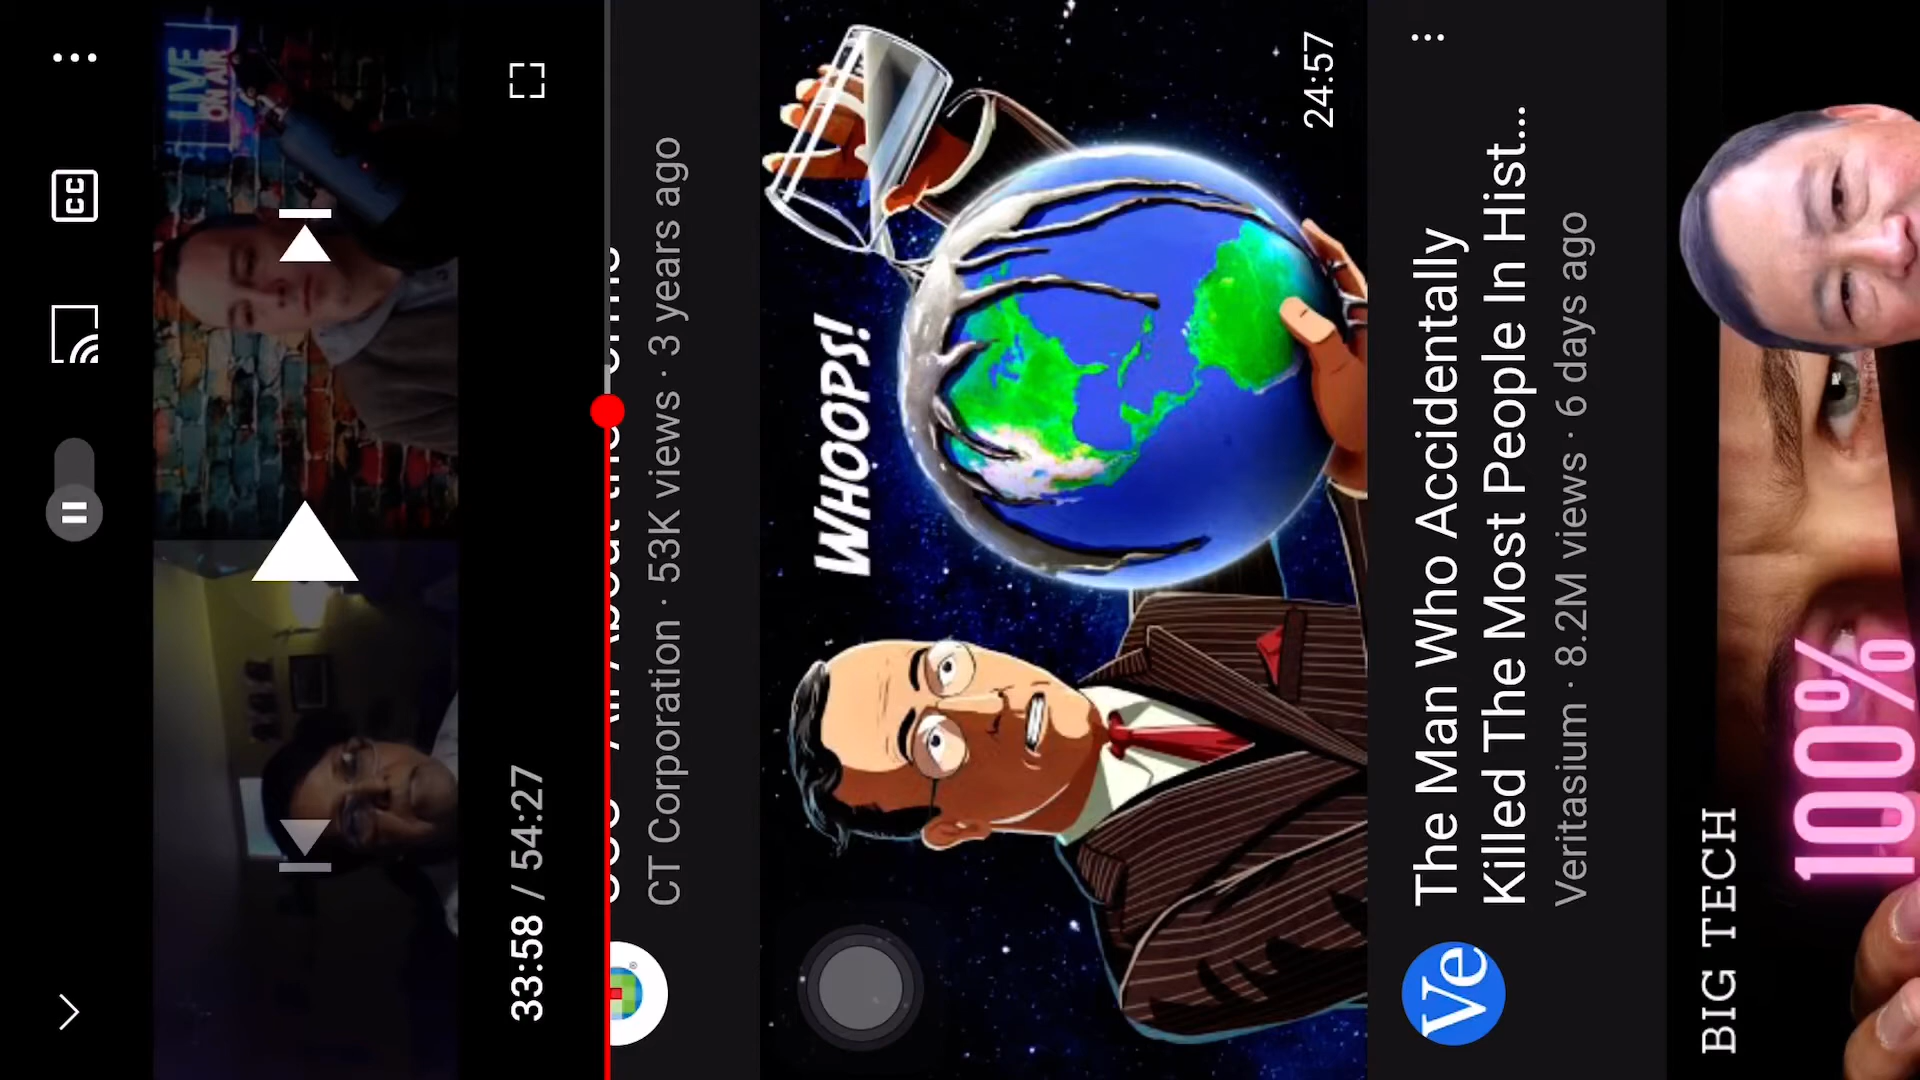 LIVE
ON AIR
CC
33:58 / 54:27
CT Corporation · 53K views · 3 years ago
WHOOPS!
24:57
Ve
The Man Who Accidentally
Killed The Most People In Hist...
Veritasium · 8.2M views · 6 days ago
BIG TECH
100%